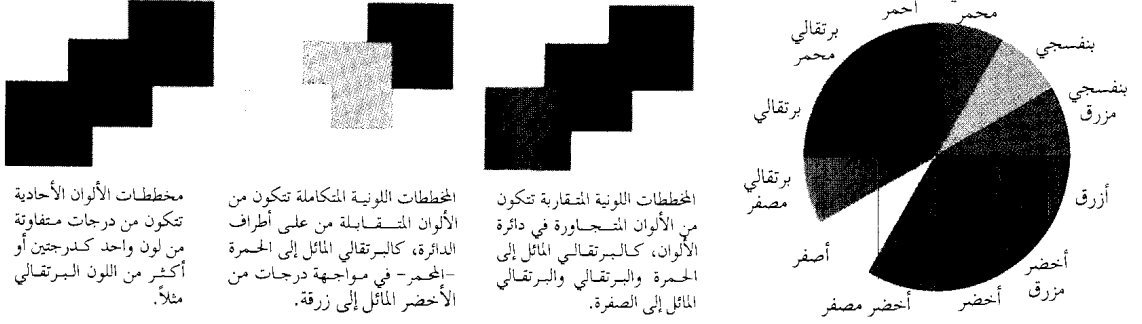 محمر
بنفسجي
بنفسجي
مزرق
أزرق
أخضر
مزرق
أخضر
أخضر مصفر
أصفر
برتقالي
مصفر
برتقالي
برتقالي
محمر
أحمر
المخططات اللونية المتقاربة تتكون
من الألوان المتجاورة في دائرة
الألوان، كالبرتقالي المائل إلى
الحمرة والبرتقالي والبرتقالي
المائل إلى الصفرة.
المخططات اللونية المتكاملة تتكون من
الألوان المتقابلة من على أطراف
الدائرة، كالبرتقالي المائل إلى الحمرة
-المحمر- في مواجهة درجات من
الأخضر المائل إلى زرقة.
مخططات الألوان الأحادية
تتكون من درجات متفاوتة
من لون واحد كدرجتين أو
أكثر من اللون البرتقالي
مثلاً.